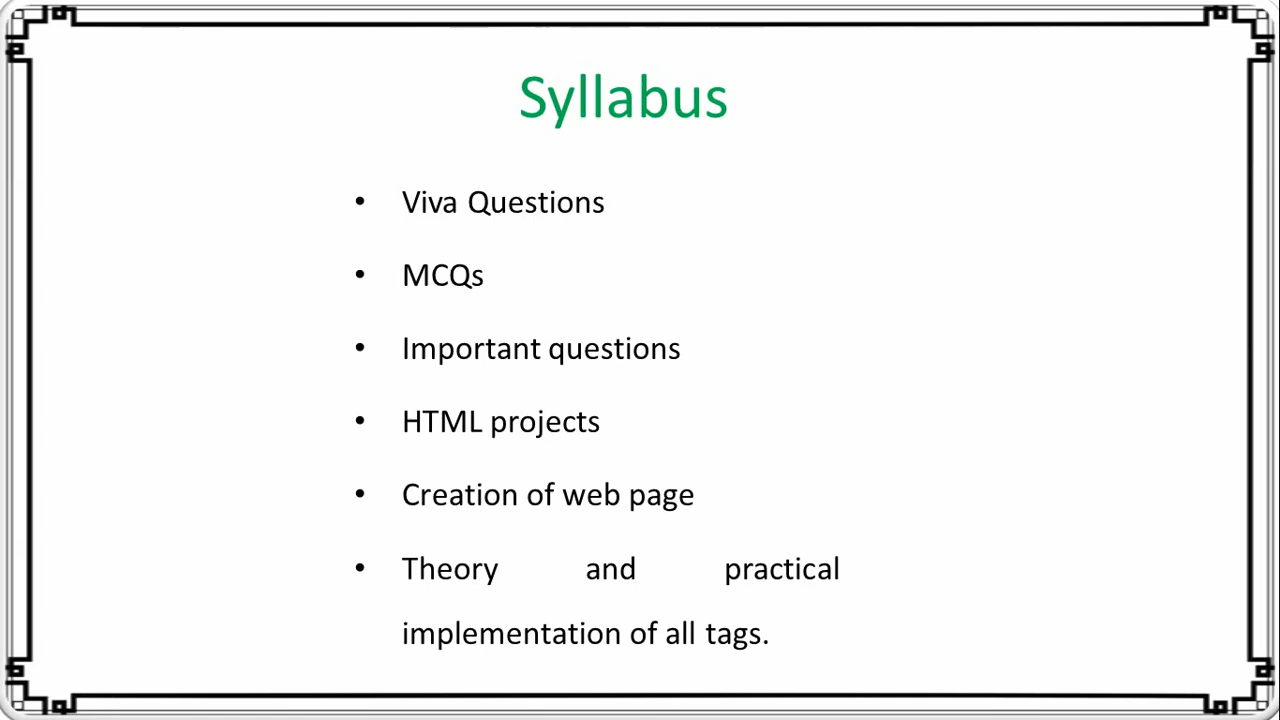 Syllabus
• Viva Questions
• MCQs
• Important questions
• HTML projects
• Creation of web page
• Theory and practical
implementation of all tags.